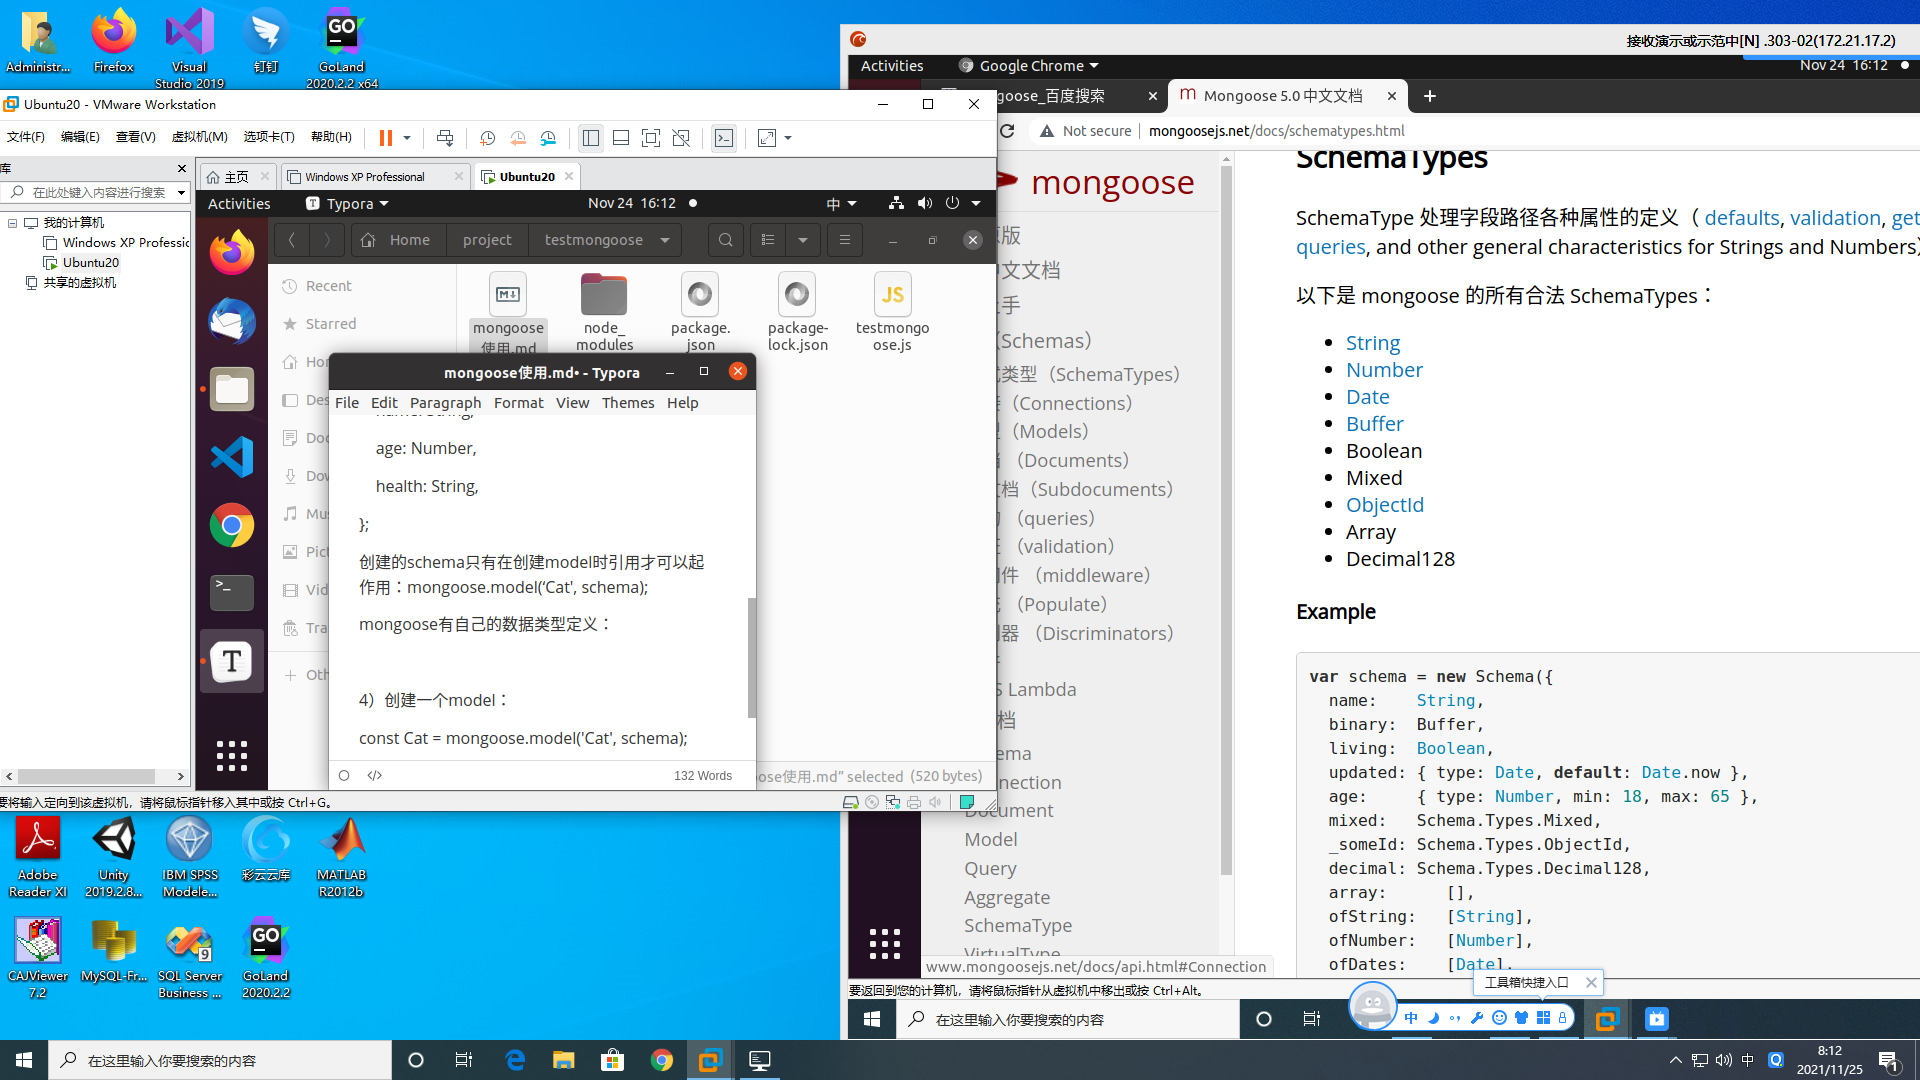 Administr...
Firefox
Visual
Studio 2019
钉钉
GoLand
2020.2.2 x64
Ubuntu20 - VMware Workstation
文件(F) 编辑(E) 查看(V) 虚拟机(M) 选项卡(T) 帮助(H)
库
在此处键入内容进行搜索
我的计算机
Windows XP Professic
Ubuntu20
共享的虚拟机
主页
Windows XP Professional
Ubuntu20
Activities
Typora
Nov 24 16:12
中
Home
project
testmongoose
Recent
Starred
mongoose
使用.md
node_
modules
package.
json
package-
lock.json
testmongo
ose.js
mongoose使用.md• - Typora
File Edit Paragraph Format View Themes Help
name: String,
age: Number,
health: String,
};
创建的schema只有在创建model时引用才可以起
作用：mongoose.model(‘Cat', schema);
mongoose有自己的数据类型定义：
4）创建一个model：
const Cat = mongoose.model('Cat', schema);
132 Words
ose使用.md" selected (520 bytes)
要将输入定向到该虚拟机，请将鼠标指针移入其中或按 Ctrl+G。
Adobe
Reader XI
Unity
2019.2.8...
IBM SPSS
Modele...
彩云云库
MATLAB
R2012b
CAJViewer
7.2
MySQL-Fr...
SQL Server
Business ...
GoLand
2020.2.2
接收演示或示范中[N] .303-02(172.21.17.2)
Activities
Google Chrome
Nov 24 16:12
goose_百度搜索
Mongoose 5.0 中文文档
Not secure
mongoosejs.net/docs/schematypes.html
mongoose
文文档
手
（Schemas）
类型（SchemaTypes）
（Connections）
（Models）
（Documents）
文档（Subdocuments）
（queries）
（validation）
件 （middleware）
（Populate）
器 （Discriminators）
S Lambda
档
ema
nection
Document
Model
Query
Aggregate
SchemaType
VirtualType
www.mongoosejs.net/docs/api.html#Connection
SchemaTypes
SchemaType 处理字段路径各种属性的定义（ defaults, validation, get
queries, and other general characteristics for Strings and Numbers)
以下是 mongoose 的所有合法 SchemaTypes：
String
Number
Date
Buffer
Boolean
Mixed
ObjectId
Array
Decimal128
Example
var schema = new Schema({
name: String,
binary: Buffer,
living: Boolean,
updated: { type: Date, default: Date.now },
age: { type: Number, min: 18, max: 65 },
mixed: Schema.Types.Mixed,
_someId: Schema.Types.ObjectId,
decimal: Schema.Types.Decimal128,
array: [],
ofString: [String],
ofNumber: [Number],
ofDates: [Date],
工具箱快捷入口
要返回到您的计算机，请将鼠标指针从虚拟机中移出或按 Ctrl+Alt。
在这里输入你要搜索的内容
中
在这里输入你要搜索的内容
中
8:12
2021/11/25
1